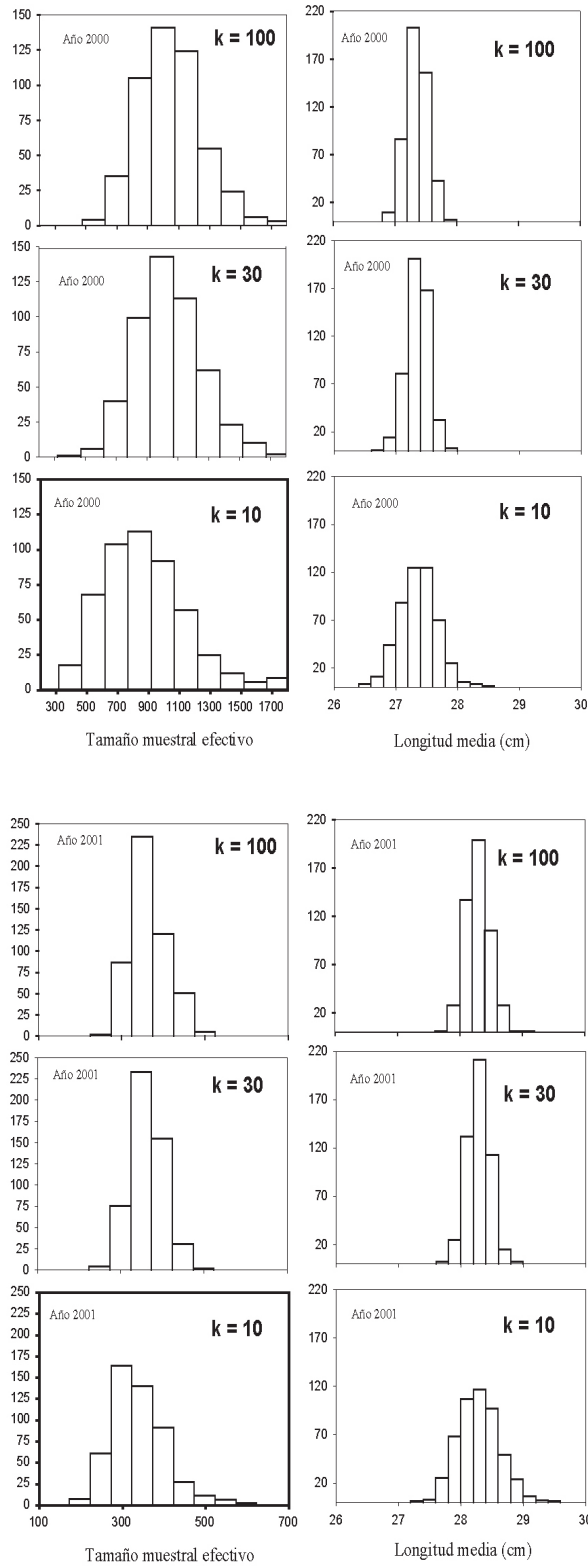 150
125
100
75
50
25
0
Año 2000
k = 100
220
170
120
70
20
Año 2000
k = 100
150
125
100
75
50
25
0
Año 2000
k = 30
220
170
120
70
20
Año 2000
k = 30
150
125
100
75
50
25
0
Año 2000
k = 10
300 500 700 900 1100 1300 1500 1700
Tamaño muestral efectivo
220
170
120
70
20
Año 2000
k = 10
26 27 28 29 30
Longitud media (cm)
250
225
200
175
150
125
100
75
50
25
0
Año 2001
k = 100
220
170
120
70
20
Año 2001
k = 100
250
225
200
175
150
125
100
75
50
25
0
Año 2001
k = 30
220
170
120
70
20
Año 2001
k = 30
250
225
200
175
150
125
100
75
50
25
0
Año 2001
k = 10
100 300 500 700
Tamaño muestral efectivo
220
170
120
70
20
Año 2001
k = 10
26 27 28 29 30
Longitud media (cm)